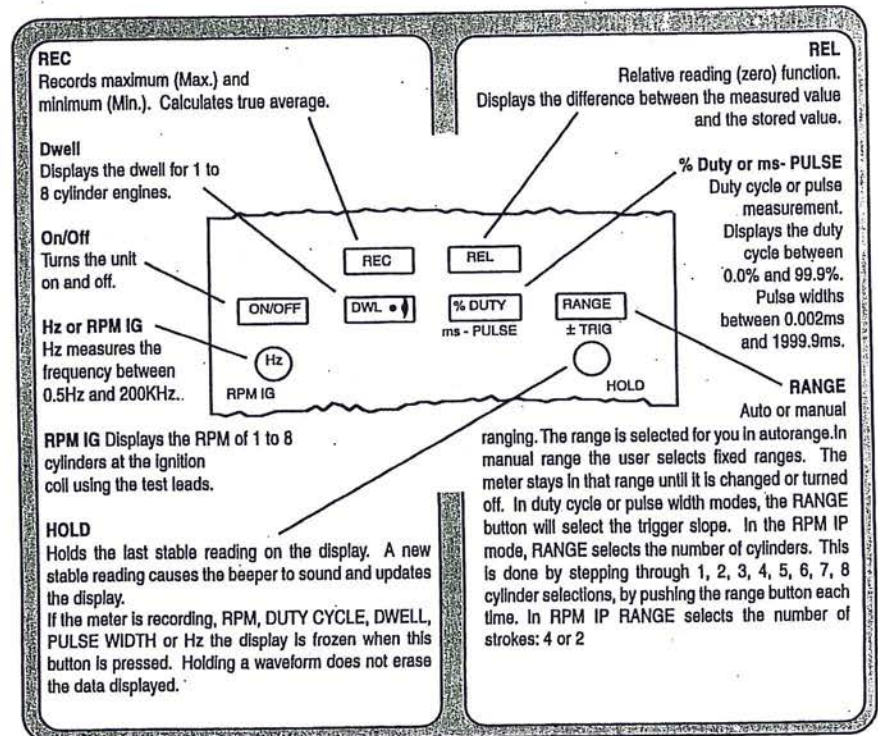 REC
Records maximum (Max.) and
minimum (Min.). Calculates true average.
Dwell
Displays the dwell for 1 to
8 cylinder engines.
On/Off
Turns the unit
on and off.
Hz or RPM IG
Hz measures the
frequency between
0.5Hz and 200KHz..
RPM IG Displays the RPM of 1 to 8
cylinders at the ignition
coil using the test leads.
HOLD
Holds the last stable reading on the display. A new
stable reading causes the beeper to sound and updates
the display.
If the meter is recording, RPM, DUTY CYCLE, DWELL,
PULSE WIDTH or Hz the display is frozen when this
button is pressed. Holding a waveform does not erase
the data displayed.
REC
REL
ON/OFF
DWL
% DUTY
RANGE
ms - PULSE
± TRIG
Hz
RPM IG
HOLD
REL
Relative reading (zero) function.
Displays the difference between the measured value
and the stored value.
% Duty or ms- PULSE
Duty cycle or pulse
measurement.
Displays the duty
cycle between
0.0% and 99.9%.
Pulse widths
between 0.002ms
and 1999.9ms.
RANGE
Auto or manual
ranging. The range is selected for you in autorange.In
manual range the user selects fixed ranges. The
meter stays in that range until it is changed or turned
off. In duty cycle or pulse width modes, the RANGE
button will select the trigger slope. In the RPM IP
mode, RANGE selects the number of cylinders. This
is done by stepping through 1, 2, 3, 4, 5, 6, 7, 8
cylinder selections, by pushing the range button each
time. In RPM IP RANGE selects the number of
strokes: 4 or 2